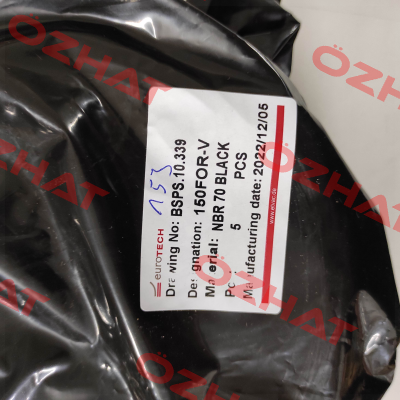 153
euroTECH
Drawing No: BSPS.10.339
Designation: 150FOR-V
Material: NBR 70 BLACK
5 PCS
Manufacturing date: 2022/12/05
ÖZHAT
ÖZHAT
ÖZHAT
ÖZHAT
ÖZHAT